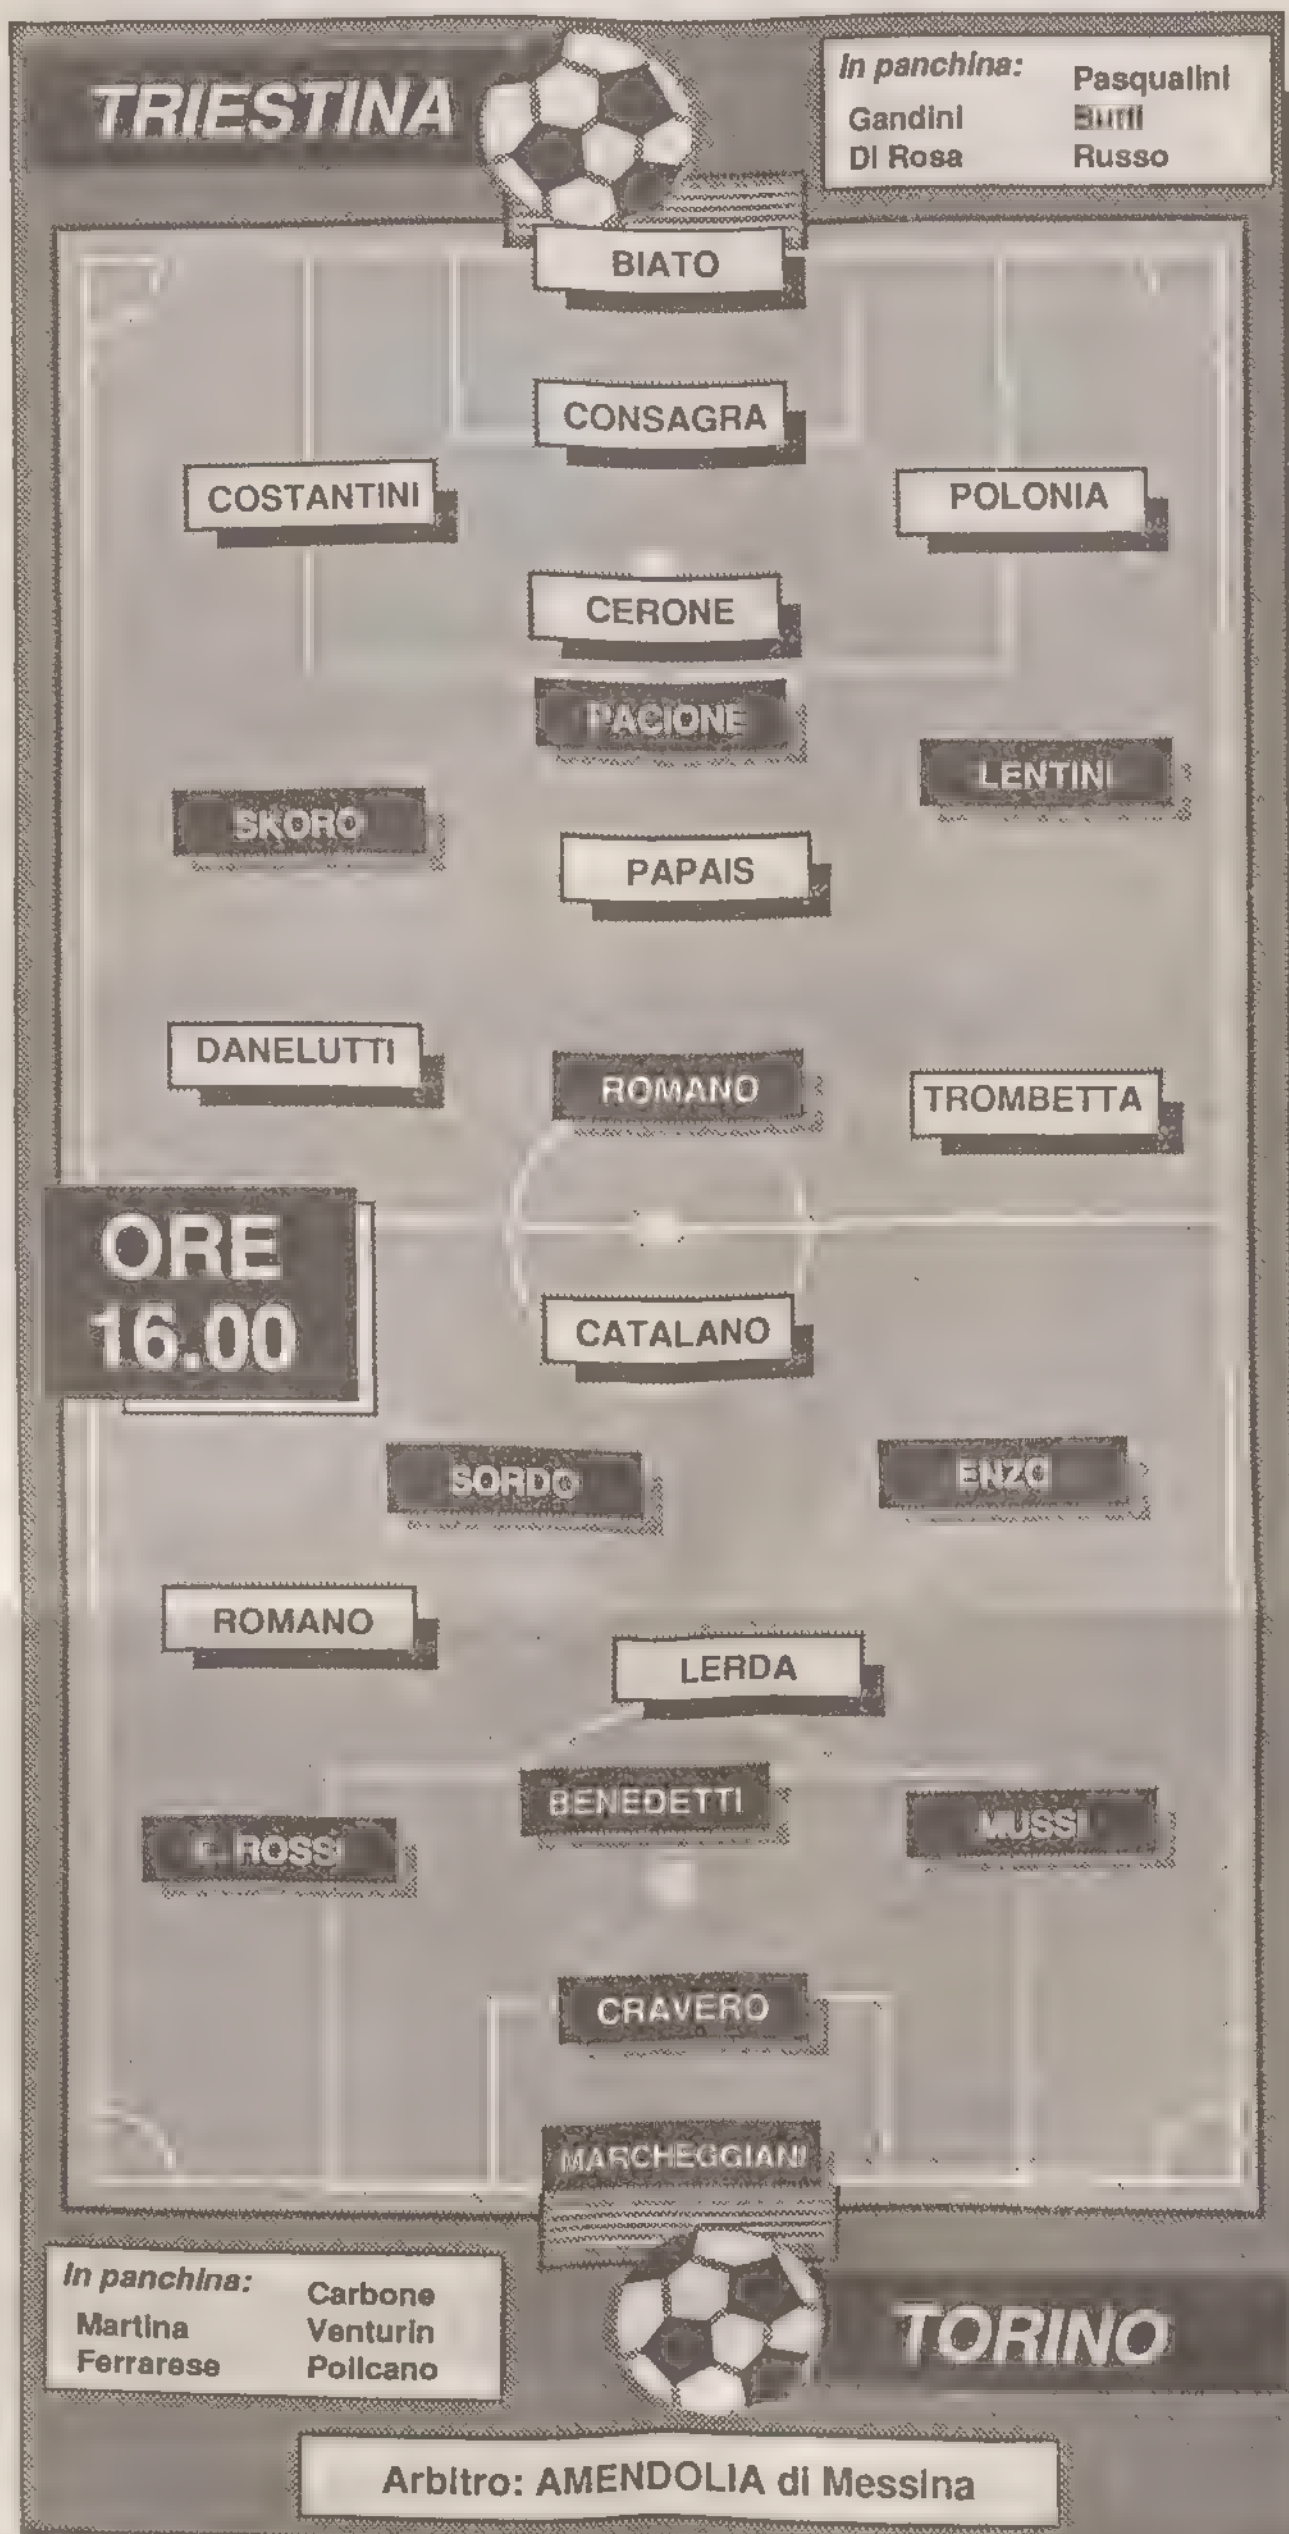 TRIESTINA
In panchina:
Gandini
Di Rosa
Pasqualini
Russo
BIATO
CONSAGRA
COSTANTINI
POLONIA
CERONE
PACIONE
LENTINI
SKORO
PAPAIS
DANELUTTI
ROMANO
TROMBETTA
ORE
16.00
CATALANO
SORDO
ENZO
ROMANO
LERDA
BENEDETTI
MUSSI
ROSSI
CRAVERO
MARCHEGGIANI
In panchina:
Martina
Ferrarese
Carbone
Venturin
Policano
TORINO
Arbitro: AMENDOLIA di Messina